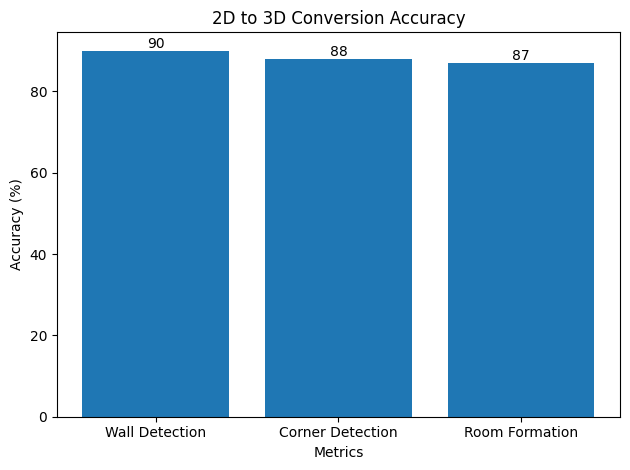 2D to 3D Conversion Accuracy
90
88
87
Accuracy (%)
80
60
40
20
0
Wall Detection
Corner Detection
Room Formation
Metrics